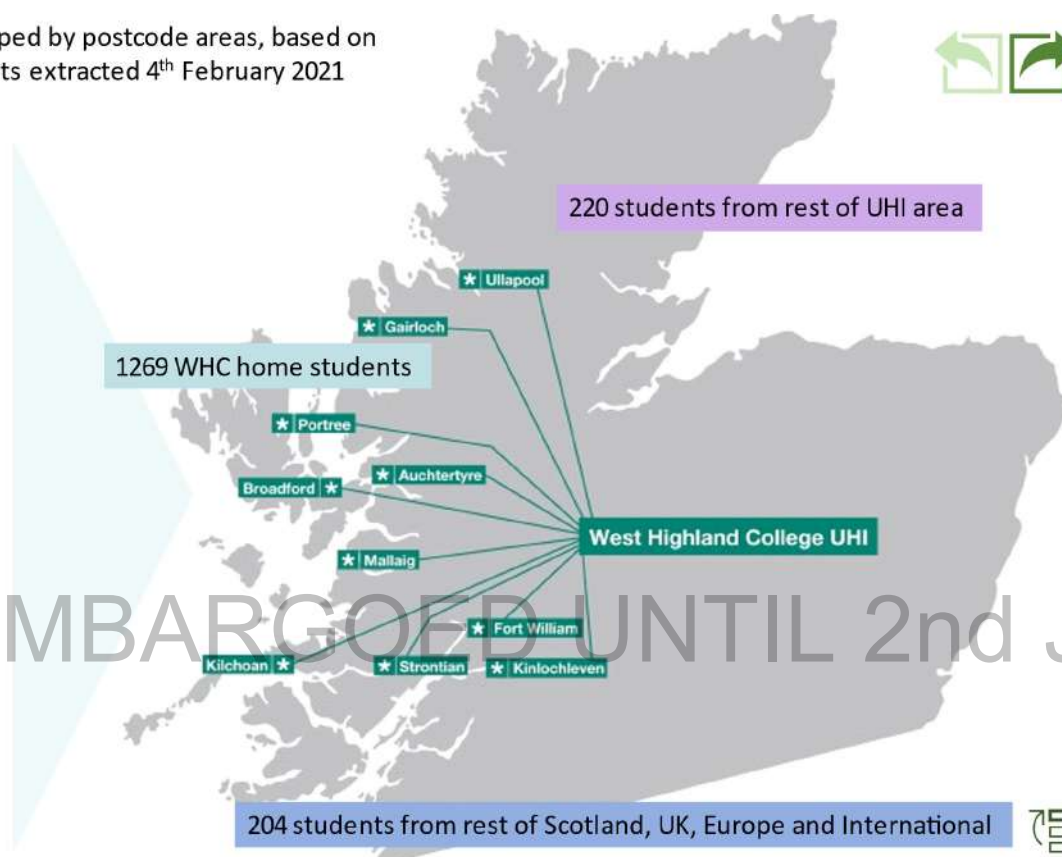 ped by postcode areas, based on
ts extracted 4th February 2021
220 students from rest of UHI area
* Ullapool
* Gairloch
1269 WHC home students
* Portree
* Auchtertyre
Broadford *
West Highland College UHI
* Mallaig
MBARGOED UNTIL 2nd J
* Fort William
Kilchoan *
* Strontian
* Kinlochleven
204 students from rest of Scotland, UK, Europe and International